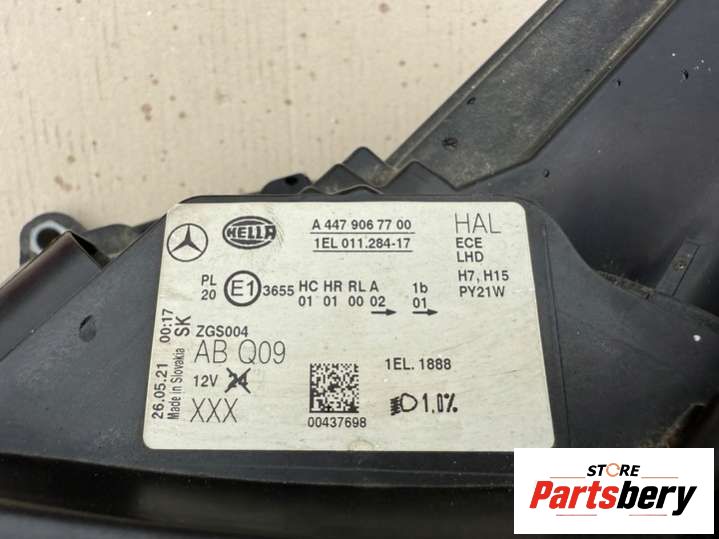 HELLA
A 447 906 77 00
1EL 011.284-17
HAL
ECE
LHD
H7, H15
PY21W
PL
20
E1
3655
HC HR RL A
01 01 00 02
1b
01
ZGS004
AB Q09
12V 24
XXX
26.05.21 00:17
Made in Slovakia SK
00437698
1EL. 1888
1.0%
STORE
Partsbery